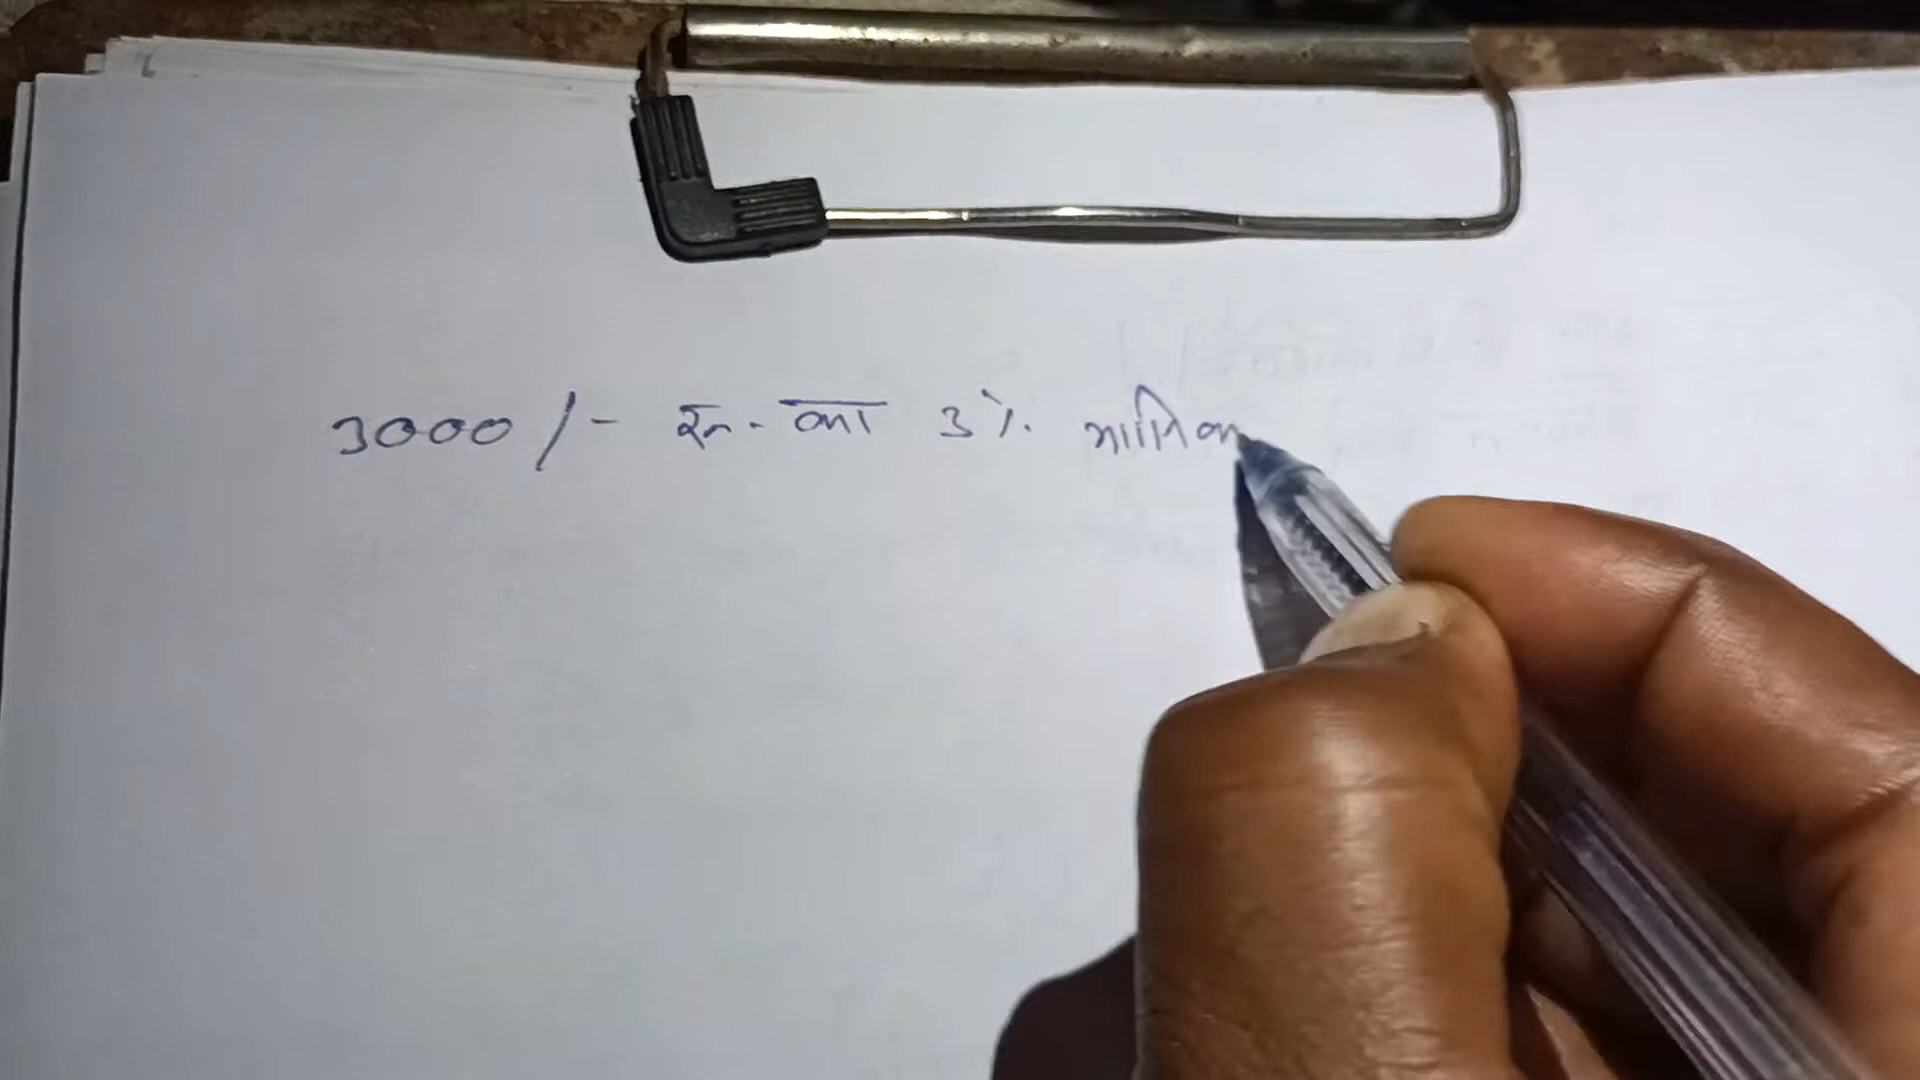 3000/- रू. का 3% मासिक